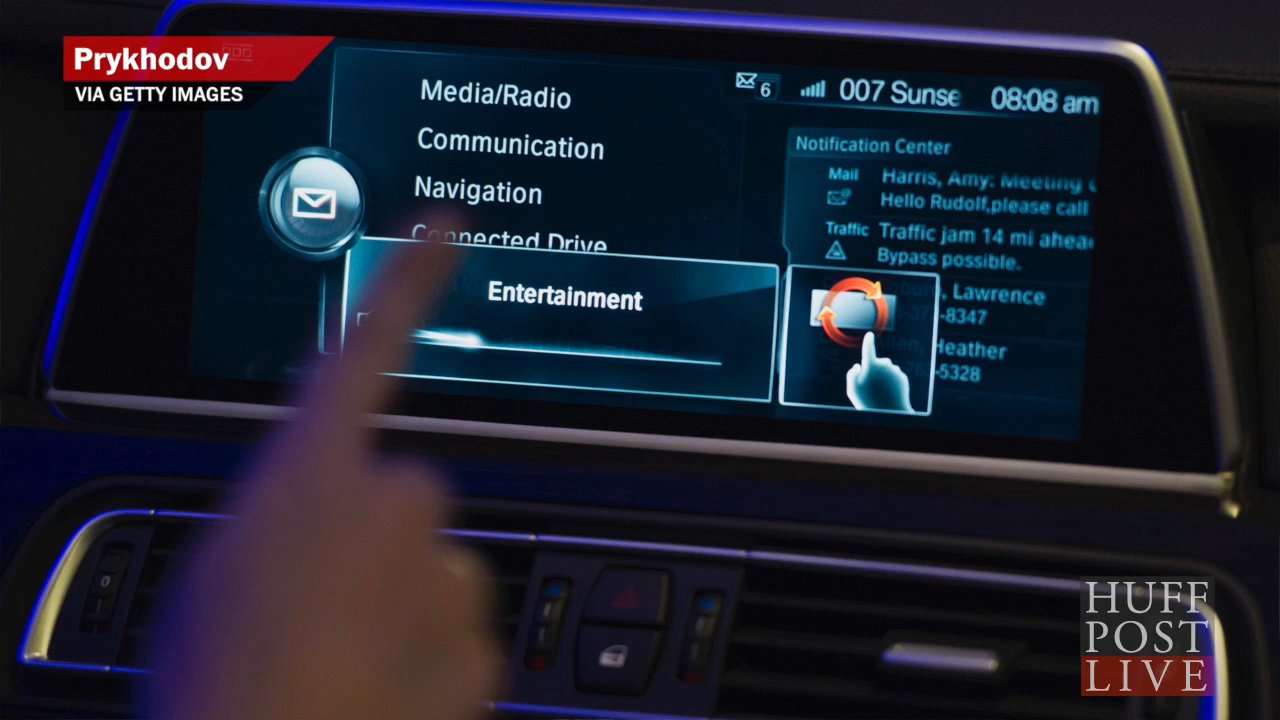 Prykhodov
VIA GETTY IMAGES
Media/Radio
Communication
Navigation
Connected Drive
Entertainment
6
007 Sunse
08:08 am
Notification Center
Mail Harris, Amy: Meeting
Hello Rudolf,please call
Traffic Traffic jam 14 mi ahead
Bypass possible.
, Lawrence
-8347
Heather
-5328
0
HUFF
POST
LIVE